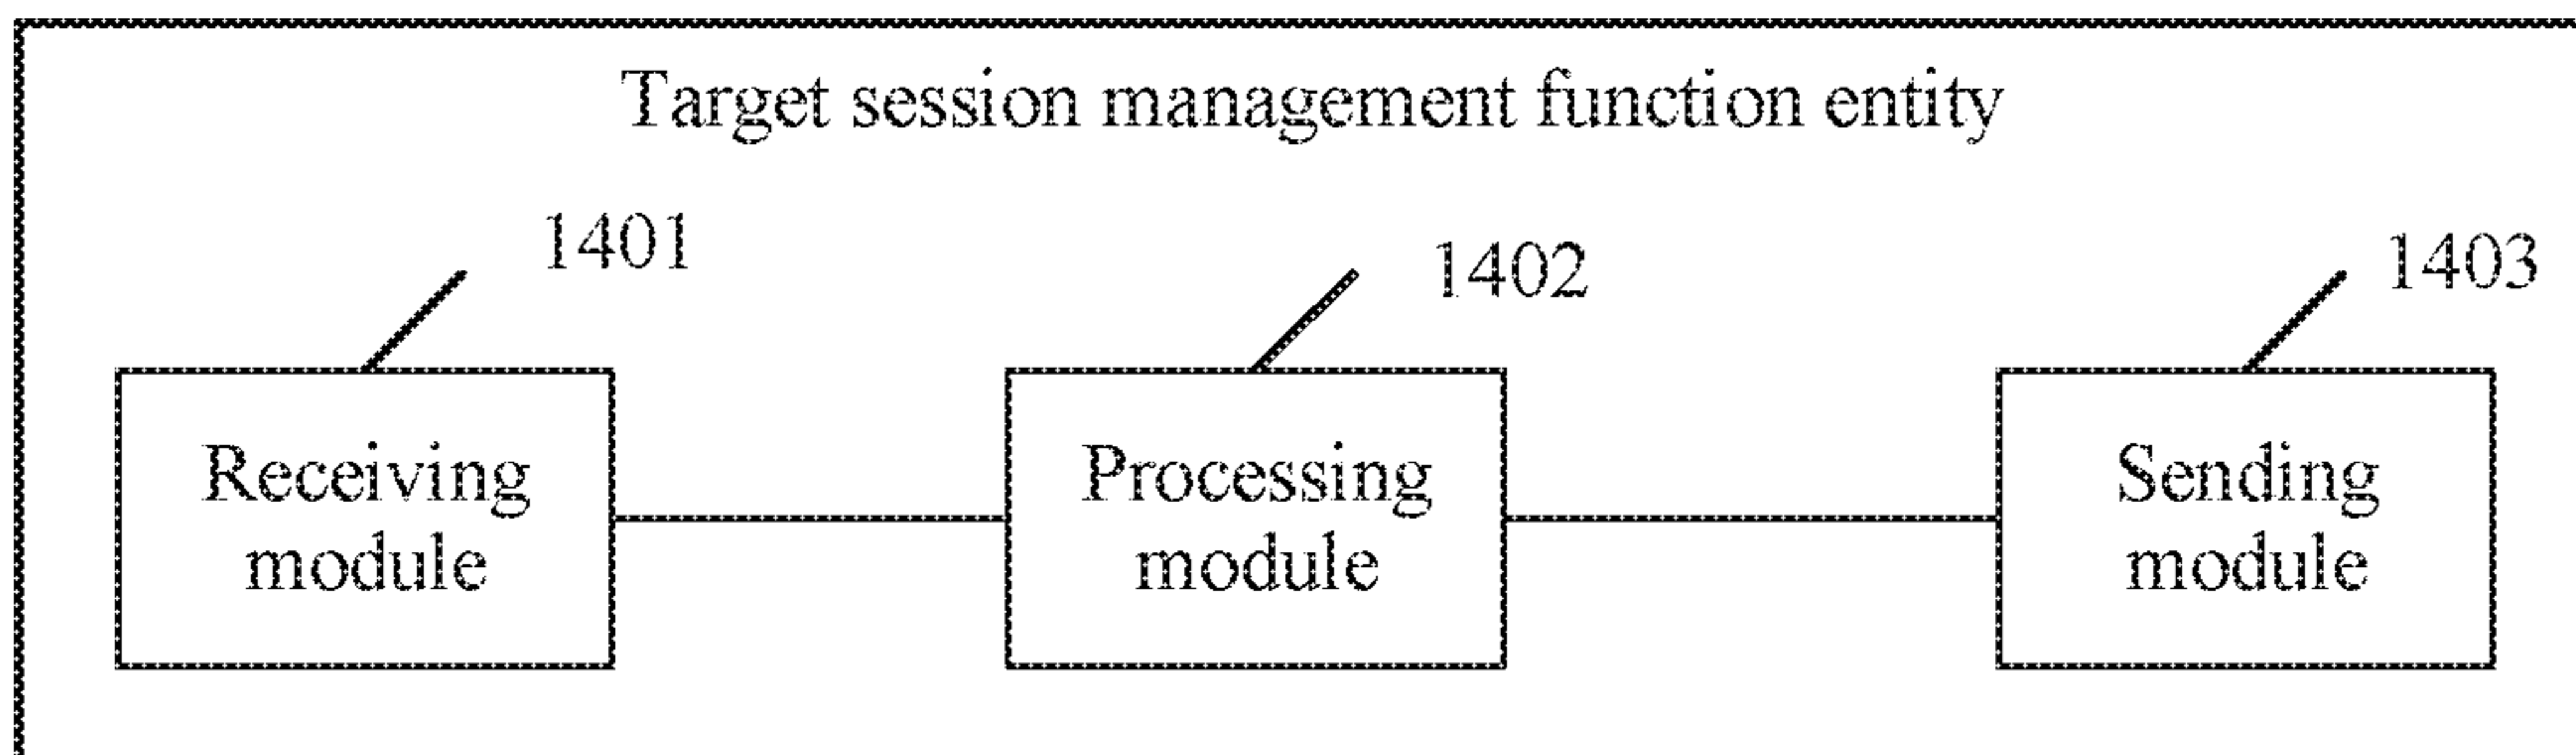 Target session management function entity
1401
1402
1403
Receiving
module
Processing
module
Sending
module